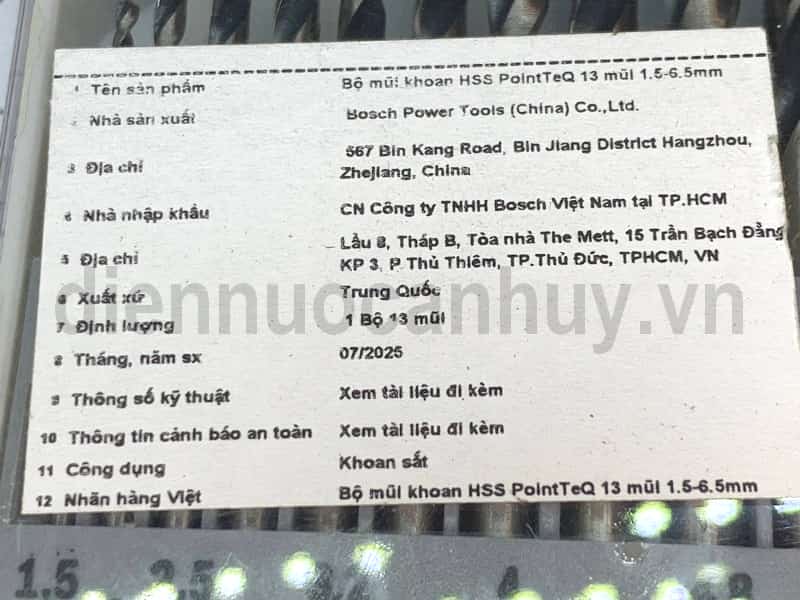 1 Tên sản phẩm Bộ mũi khoan HSS PointTeQ 13 mũi 1.5-6.5mm
2 Nhà sản xuất Bosch Power Tools (China) Co.,Ltd.
3 Địa chỉ 567 Bin Kang Road, Bin Jiang District Hangzhou,
Zhejiang, China
4 Nhà nhập khẩu CN Công ty TNHH Bosch Việt Nam tại TP.HCM
5 Địa chỉ Lầu 8, Tháp B, Tòa nhà The Mett, 15 Trần Bạch Đằng
KP 3, P Thủ Thiêm, TP.Thủ Đức, TPHCM, VN
6 Xuất xứ Trung Quốc
7 Định lượng 1 Bộ 13 mũi
8 Tháng, năm sx 07/2025
9 Thông số kỹ thuật Xem tài liệu đi kèm
10 Thông tin cảnh báo an toàn Xem tài liệu đi kèm
11 Công dụng Khoan sắt
12 Nhãn hàng Việt Bộ mũi khoan HSS PointTeQ 13 mũi 1.5-6.5mm
diennuocanhuy.vn
1.5 2.5 4